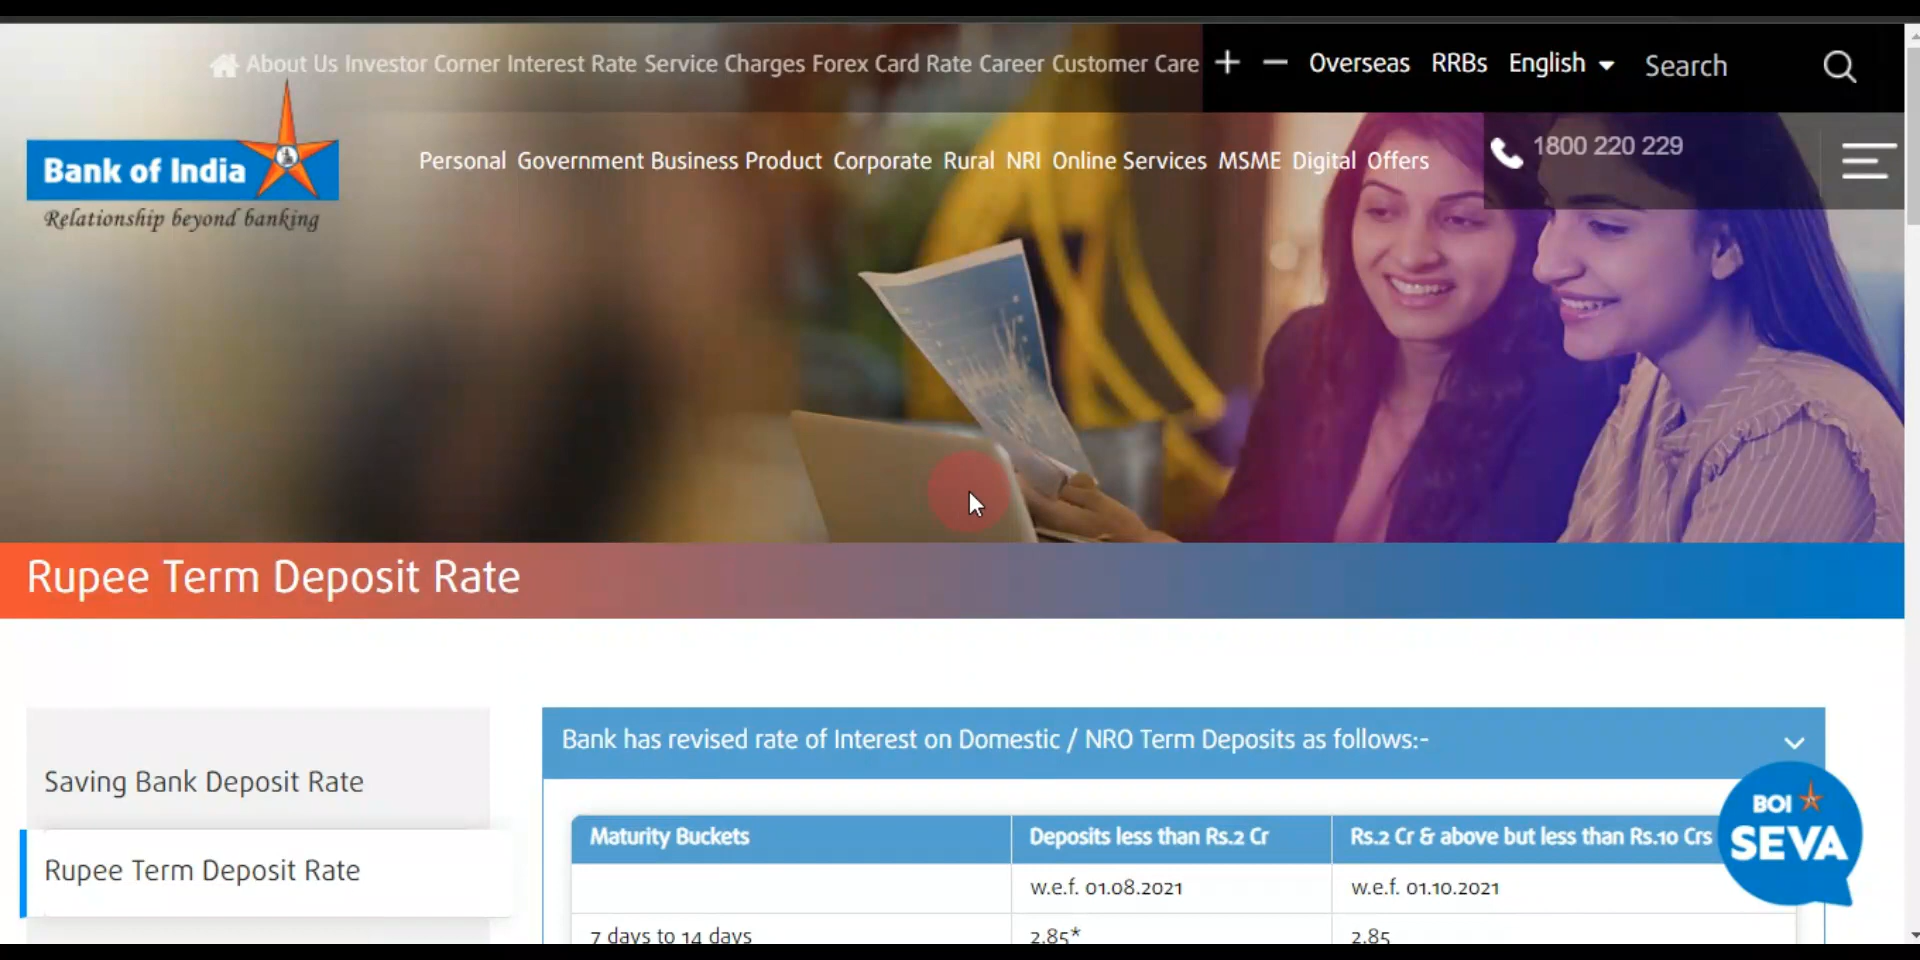 About Us Investor Corner Interest Rate Service Charges Forex Card Rate Career Customer Care + − Overseas RRBs English Search
Bank of India
Relationship beyond banking
Personal Government Business Product Corporate Rural NRI Online Services MSME Digital Offers
1800 220 229
Rupee Term Deposit Rate
Saving Bank Deposit Rate
Rupee Term Deposit Rate
Bank has revised rate of Interest on Domestic / NRO Term Deposits as follows:-
Maturity Buckets Deposits less than Rs.2 Cr Rs.2 Cr & above but less than Rs.10 Crs
w.e.f. 01.08.2021 w.e.f. 01.10.2021
7 days to 14 days 2.85* 2.85
BOI
SEVA